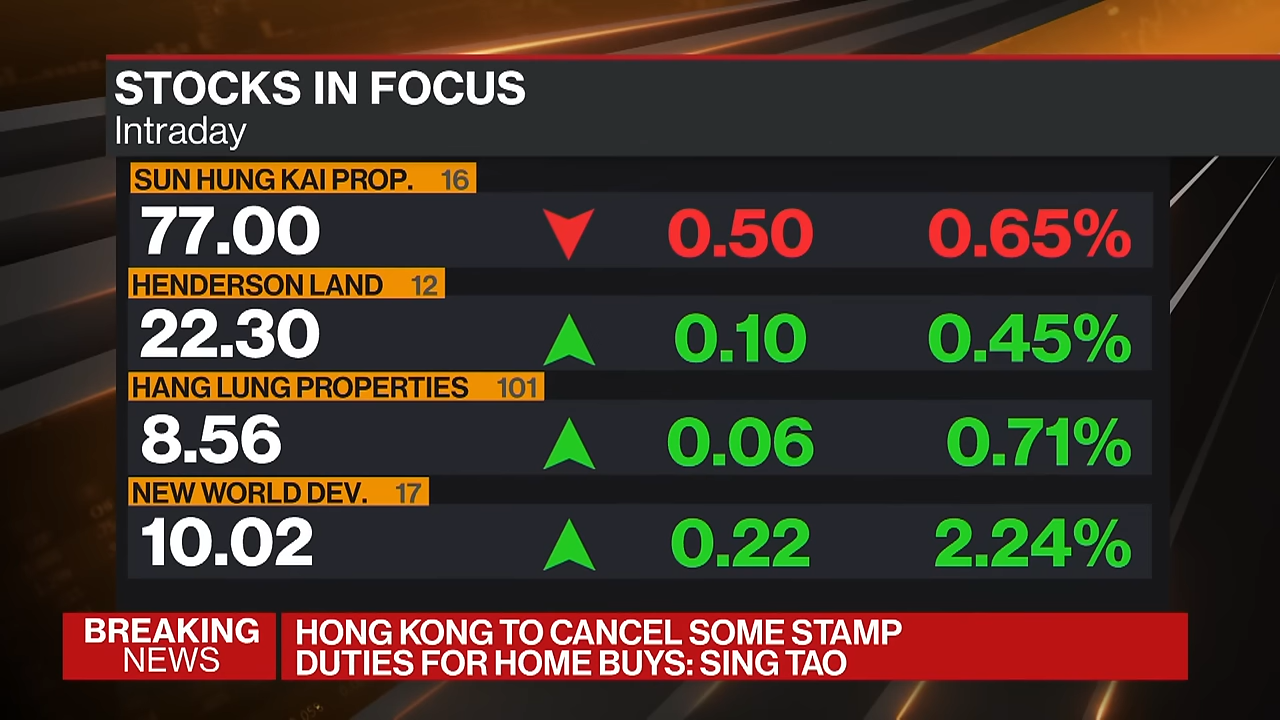 STOCKS IN FOCUS
Intraday
SUN HUNG KAI PROP. 16
77.00 0.50 0.65%
HENDERSON LAND 12
22.30 0.10 0.45%
HANG LUNG PROPERTIES 101
8.56 0.06 0.71%
NEW WORLD DEV. 17
10.02 0.22 2.24%
BREAKING
NEWS
HONG KONG TO CANCEL SOME STAMP
DUTIES FOR HOME BUYS: SING TAO